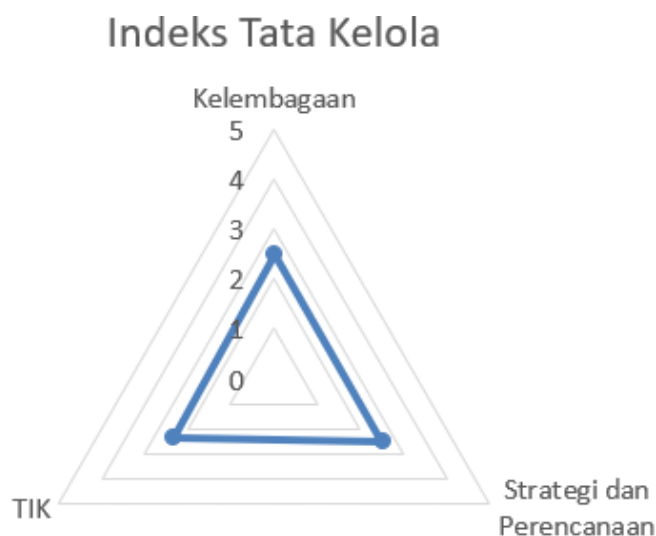 Indeks Tata Kelola
Kelembagaan
5
4
3
2
1
0
TIK
Strategi dan
Perencanaan